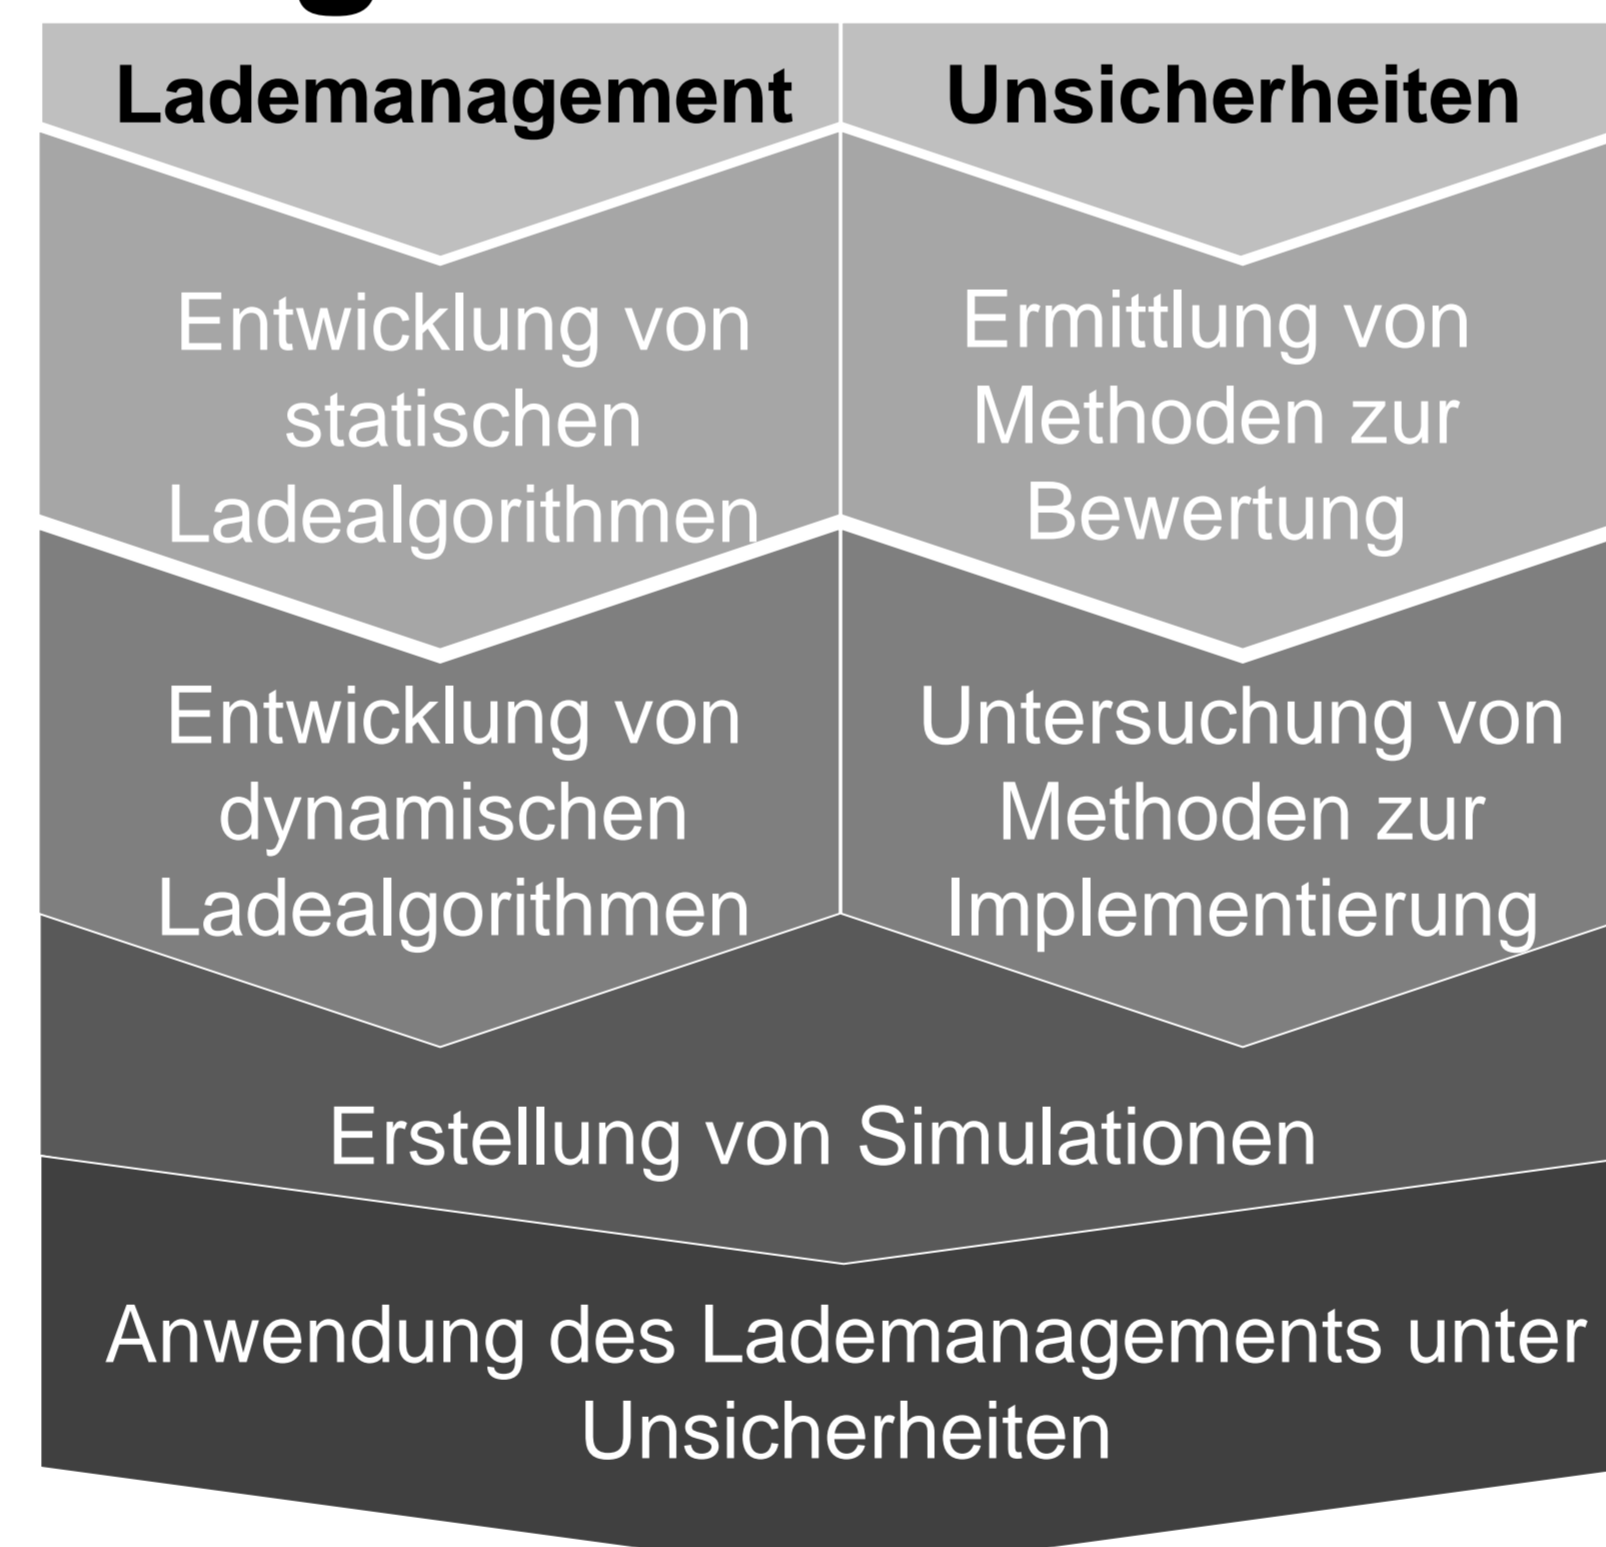 Lademanagement
Unsicherheiten
Entwicklung von
statischen
Ladealgorithmen
Ermittlung von
Methoden zur
Bewertung
Entwicklung von
dynamischen
Ladealgorithmen
Untersuchung von
Methoden zur
Implementierung
Erstellung von Simulationen
Anwendung des Lademanagements unter
Unsicherheiten